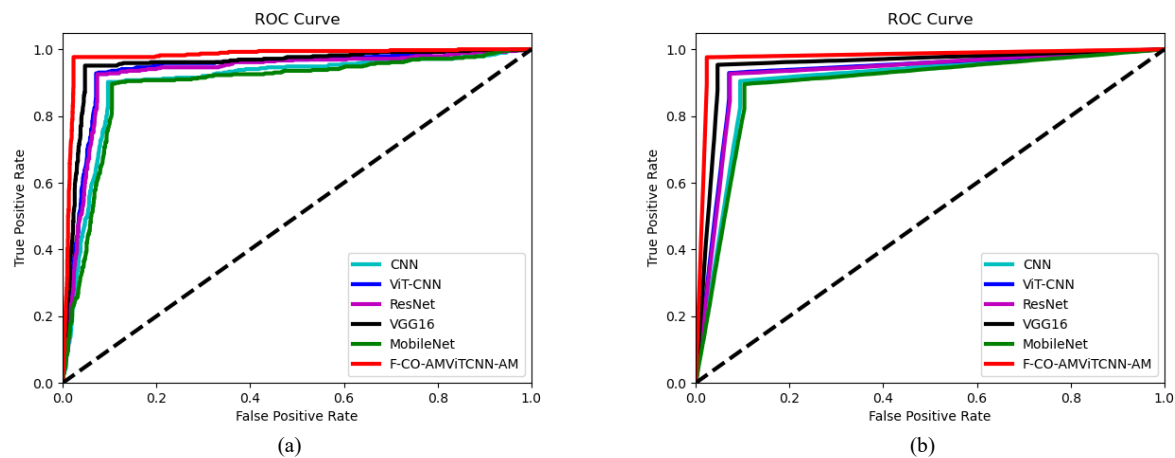 ROC Curve
1.0
0.8
0.6
0.4
0.2
0.0
True Positive Rate
CNN
ViT-CNN
ResNet
VGG16
MobileNet
F-CO-AMViTCNN-AM
0.0 0.2 0.4 0.6 0.8 1.0
False Positive Rate
(a)
ROC Curve
1.0
0.8
0.6
0.4
0.2
0.0
True Positive Rate
CNN
ViT-CNN
ResNet
VGG16
MobileNet
F-CO-AMViTCNN-AM
0.0 0.2 0.4 0.6 0.8 1.0
False Positive Rate
(b)